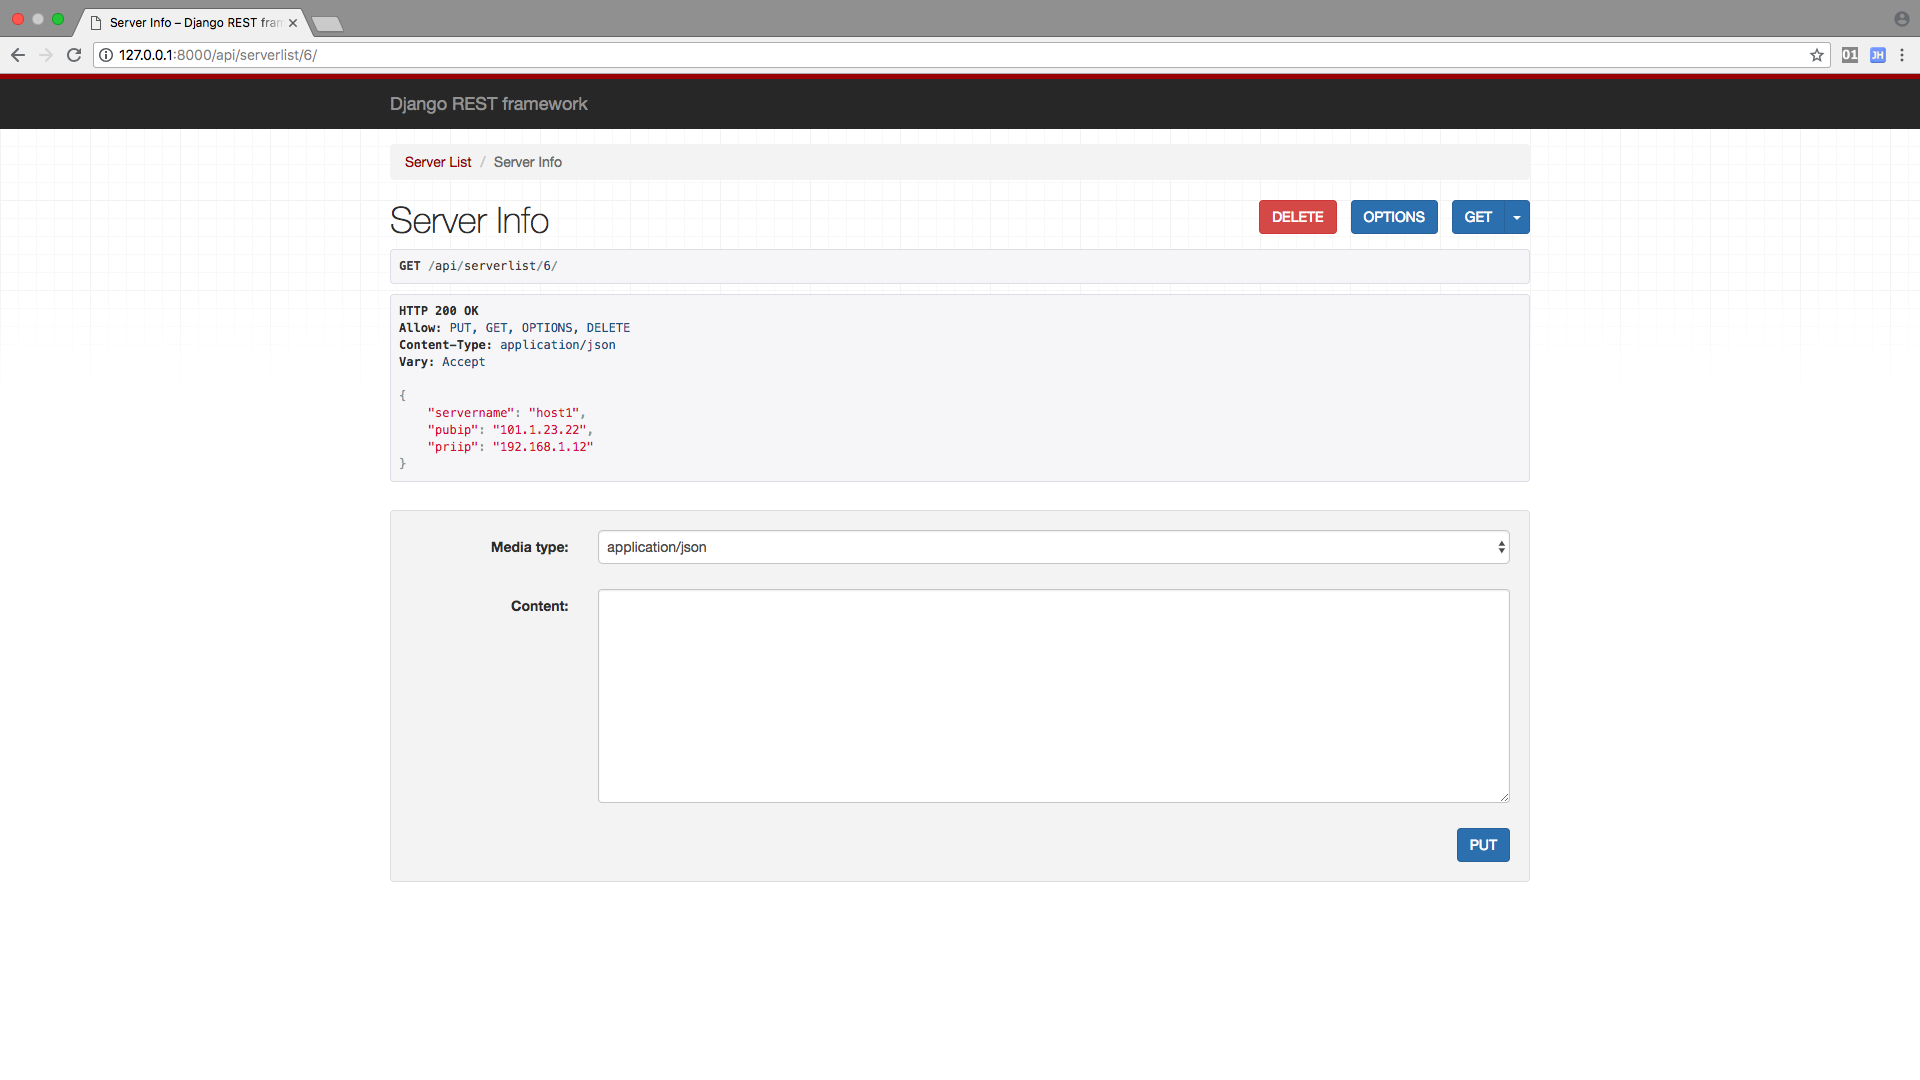 Server Info – Django REST fram
127.0.0.1:8000/api/serverlist/6/
01
JH
Django REST framework
Server List / Server Info
Server Info
DELETE
OPTIONS
GET
GET /api/serverlist/6/
HTTP 200 OK
Allow: PUT, GET, OPTIONS, DELETE
Content-Type: application/json
Vary: Accept
{
    "servername": "host1",
    "pubip": "101.1.23.22",
    "priip": "192.168.1.12"
}
Media type:
application/json
Content:
PUT